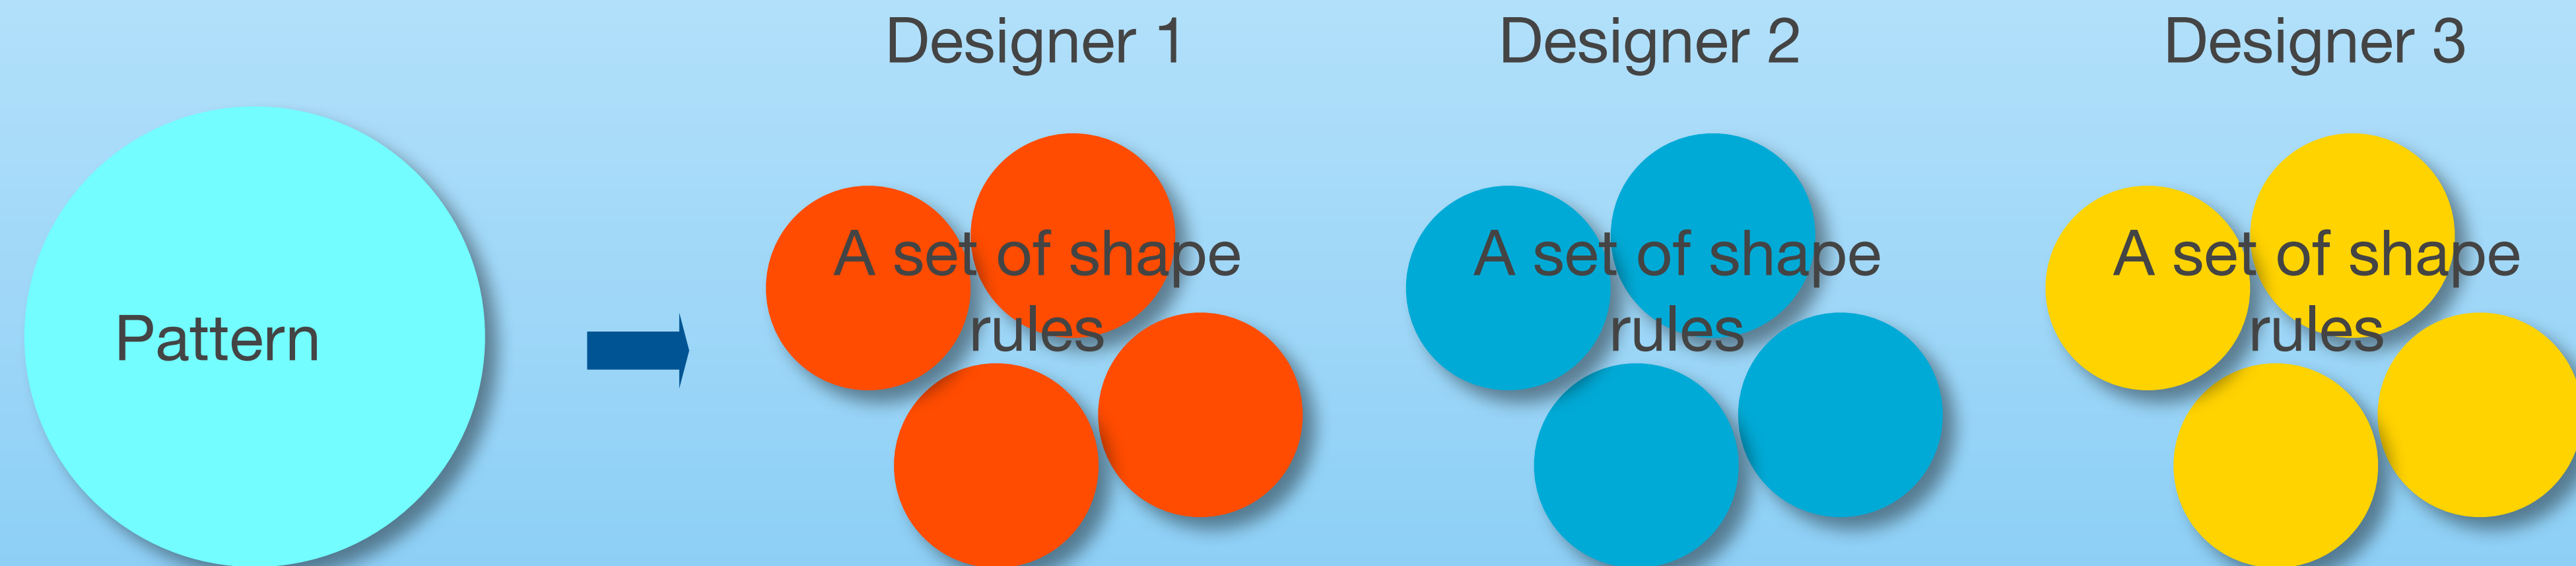 Designer 1
Designer 2
Designer 3
Pattern
A set of shape
rules
A set of shape
rules
A set of shape
rules